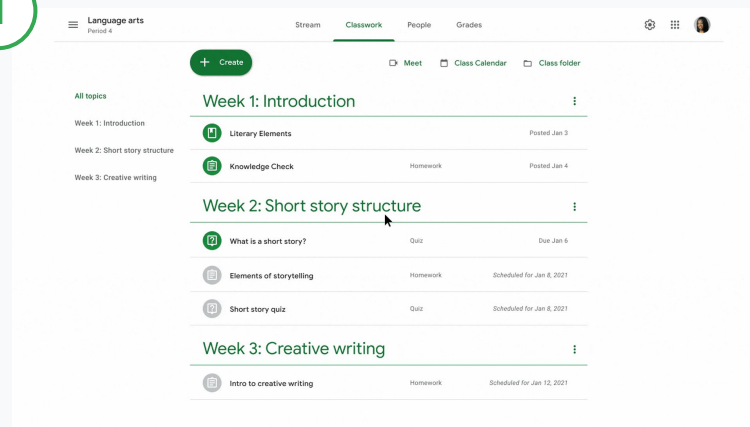 Language arts
Period 4
Stream Classwork People Grades
Create
Meet Class Calendar Class folder
All topics
Week 1: Introduction
Week 2: Short story structure
Week 3: Creative writing
Week 1: Introduction
Literary Elements Posted Jan 3
Knowledge Check Homework Posted Jan 4
Week 2: Short story structure
What is a short story? Quiz Due Jan 6
Elements of storytelling Homework Scheduled for Jan 8, 2021
Short story quiz Quiz Scheduled for Jan 8, 2021
Week 3: Creative writing
Intro to creative writing Homework Scheduled for Jan 12, 2021